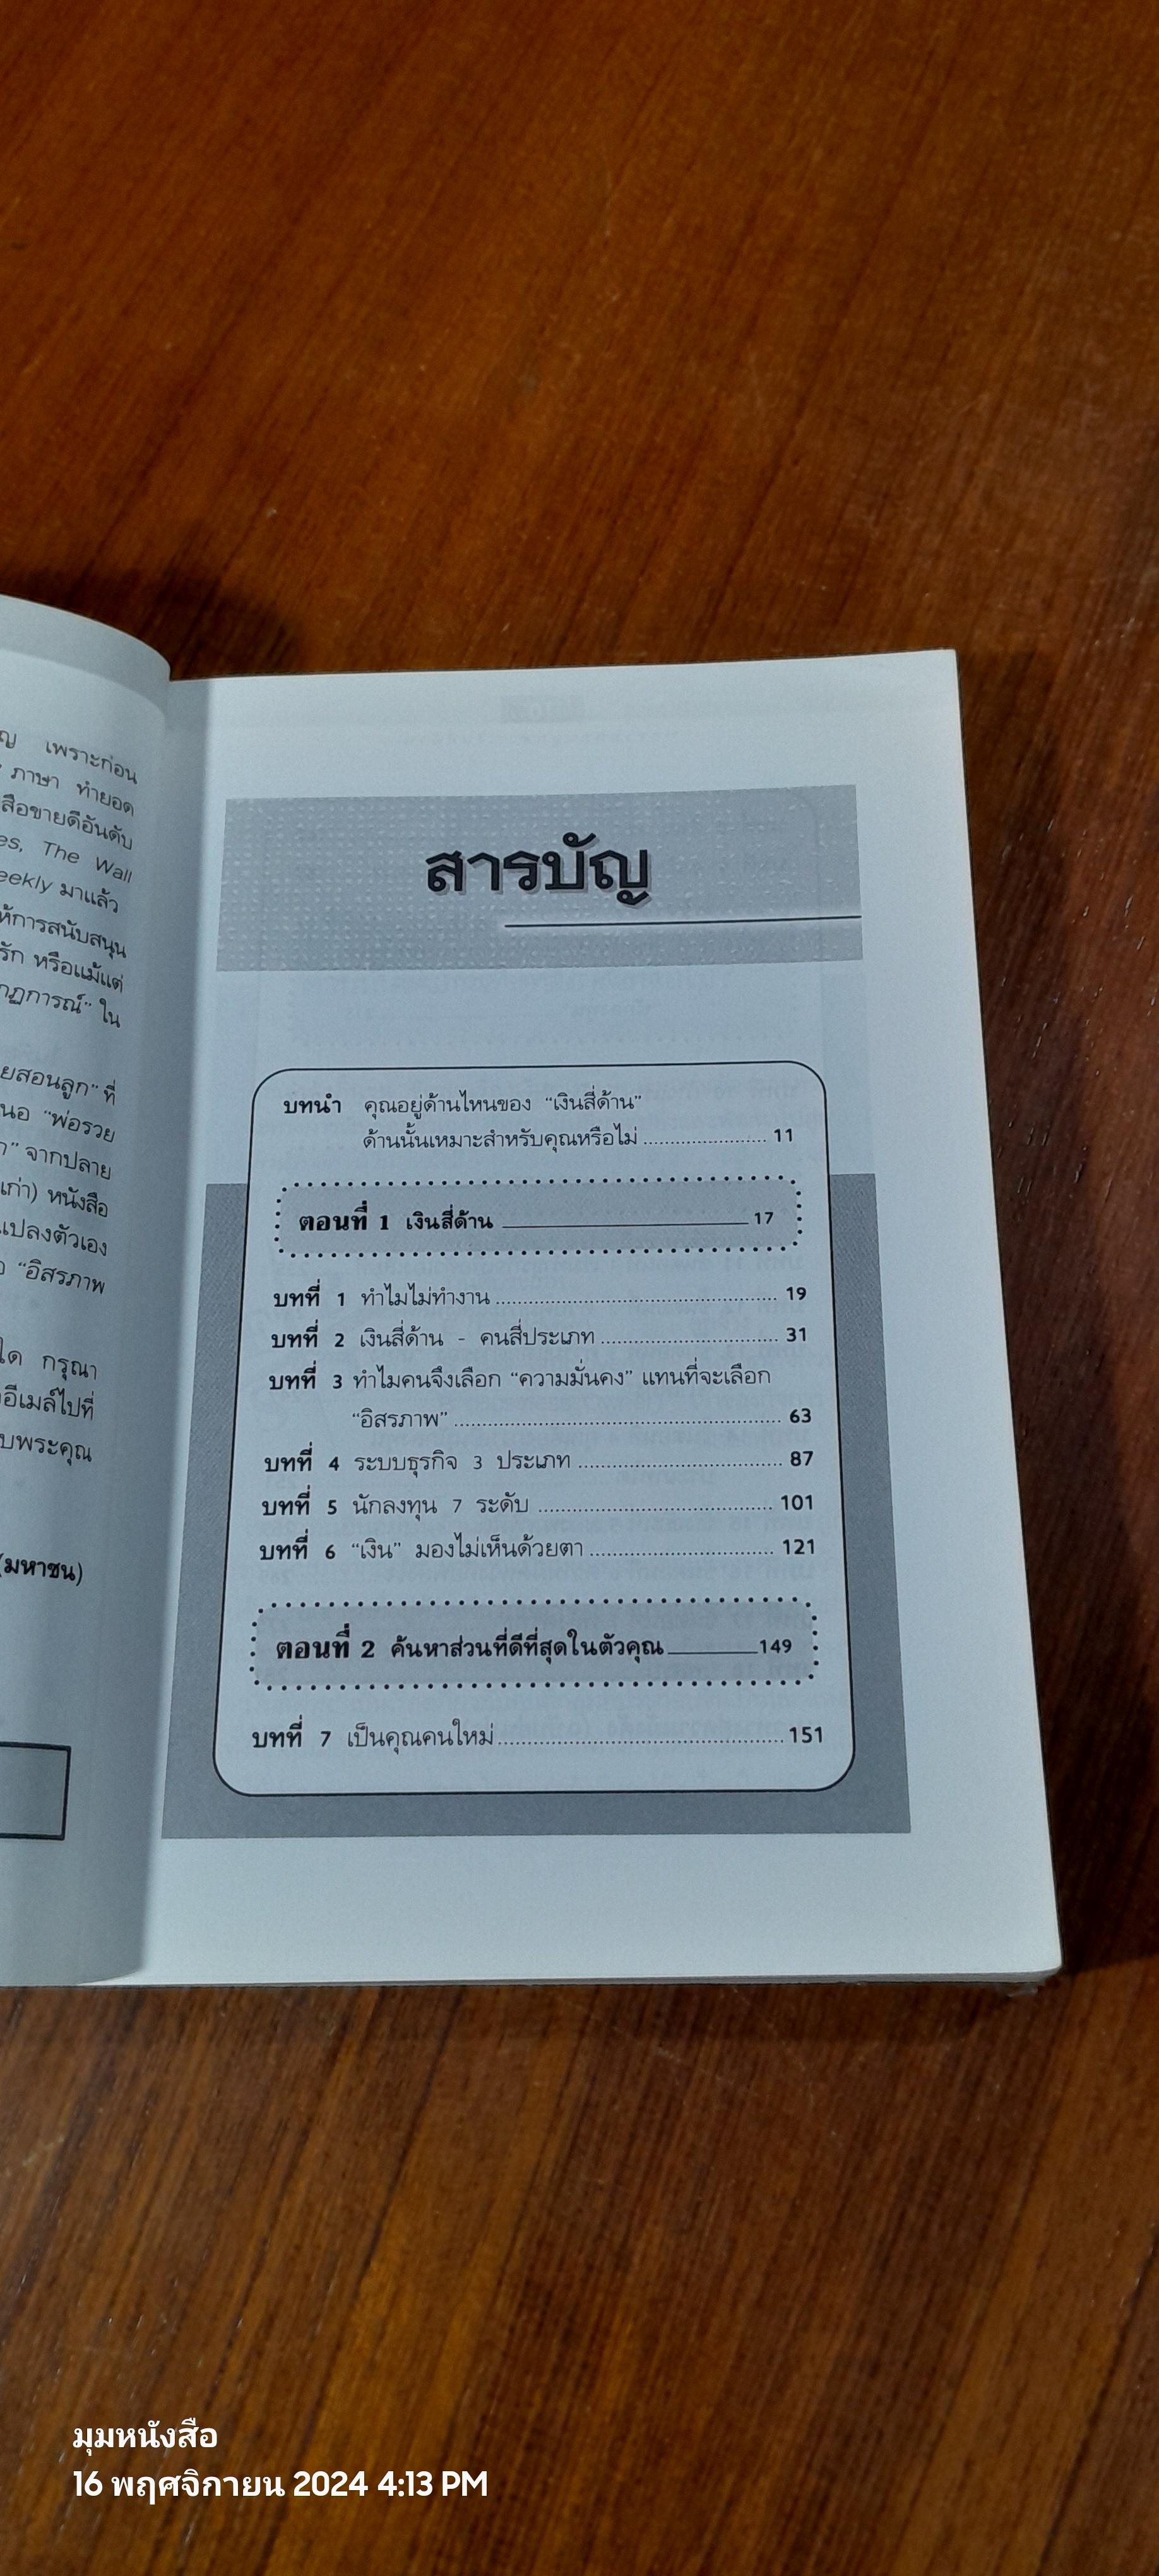 ญ เพราะก่อน
ภาษา ทำยอด
สือขายดีอันดับ
es, The Wall
eekly มาแล้ว
ห้การสนับสนุน
รัก หรือแม้แต่
กฏการณ์” ใน
ยสอนลูก” ที่
นอ “พ่อรวย
” จากปลาย
เก่า) หนังสือ
แปลงตัวเอง
“อิสรภาพ
ใด กรุณา
อีเมล์ไปที่
บพระคุณ
(มหาชน)
สารบัญ
บทนำ คุณอยู่ด้านไหนของ “เงินสี่ด้าน”
ด้านนั้นเหมาะสำหรับคุณหรือไม่ ........................ 11
ตอนที่ 1 เงินสี่ด้าน ____________________ 17
บทที่ 1 ทำไมไม่ทำงาน ........................ 19
บทที่ 2 เงินสี่ด้าน - คนสี่ประเภท ........................ 31
บทที่ 3 ทำไมคนจึงเลือก “ความมั่นคง” แทนที่จะเลือก
“อิสรภาพ” ........................ 63
บทที่ 4 ระบบธุรกิจ 3 ประเภท ........................ 87
บทที่ 5 นักลงทุน 7 ระดับ ........................ 101
บทที่ 6 “เงิน” มองไม่เห็นด้วยตา ........................ 121
ตอนที่ 2 ค้นหาส่วนที่ดีที่สุดในตัวคุณ ________149
บทที่ 7 เป็นคุณคนใหม่ ........................ 151
มุมหนังสือ
16 พฤศจิกายน 2024 4:13 PM